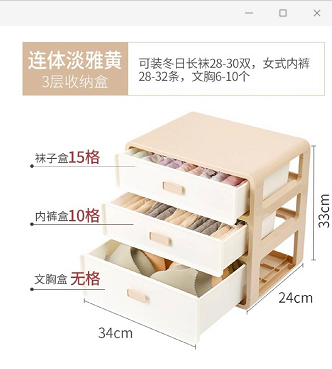 连体淡雅黄
3层收纳盒
可装冬日长袜28-30双，女式内裤
28-32条，文胸6-10个
袜子盒15格
内裤盒10格
文胸盒 无格
33cm
24cm
34cm